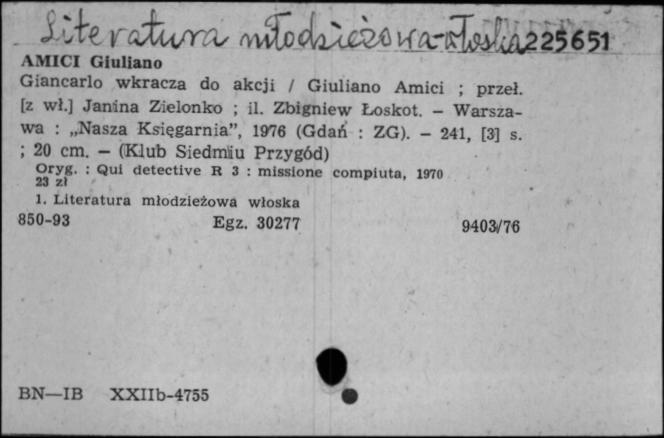 Literatura młodzieżowa-włoska 225651
AMICI Giuliano
Giancarlo wkracza do akcji / Giuliano Amici ; przeł.
[z wł.] Janina Zielonko ; il. Zbigniew Łoskot. — Warsza-
wa : „Nasza Księgarnia”, 1976 (Gdań : ZG). — 241, [3] s.
; 20 cm. — (Klub Siedmiu Przygód)
Oryg. : Qui detective R 3 : missione compiuta, 1970
23 zł
1. Literatura młodzieżowa włoska
850-93 Egz. 30277 9403/76
BN—IB XXIIb-4755